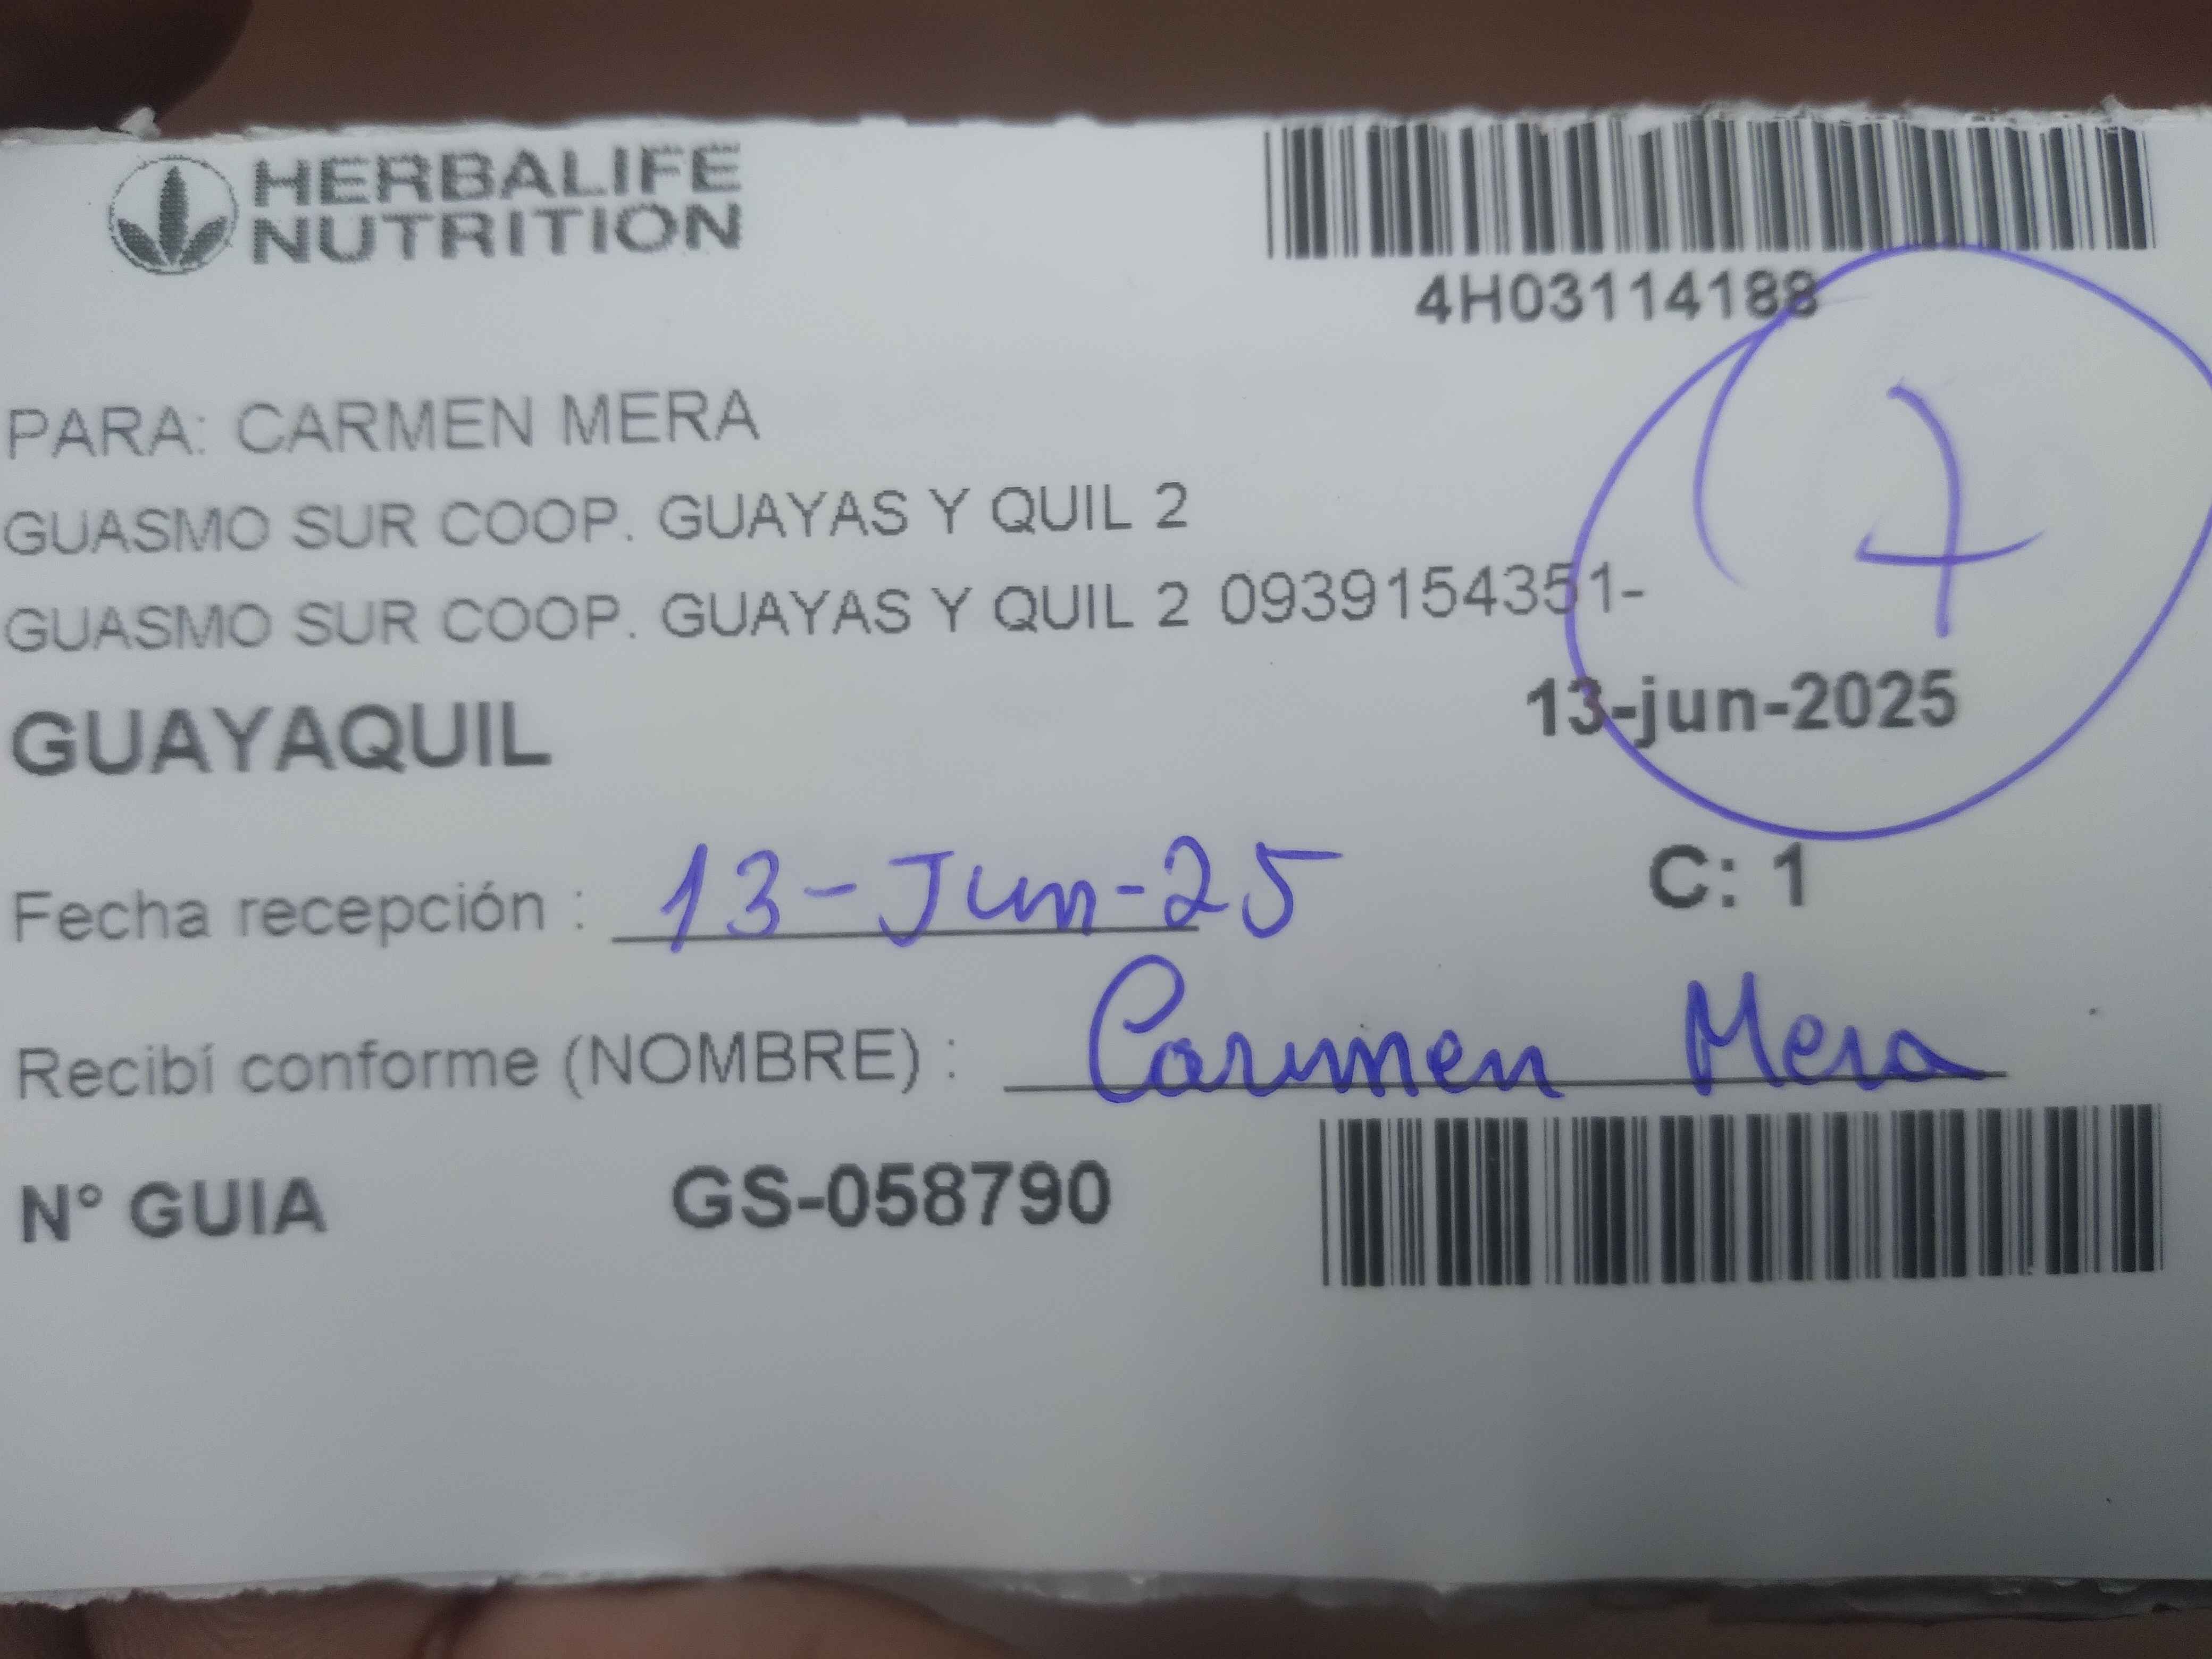 HERBALIFE
NUTRITION
4H03114188
PARA: CARMEN MERA
GUASMO SUR COOP. GUAYAS Y QUIL 2
GUASMO SUR COOP. GUAYAS Y QUIL 2 0939154351-
GUAYAQUIL
13-jun-2025
Fecha recepción : 13-Jun-25
C: 1
Recibí conforme (NOMBRE) : Carmen Mera
N° GUIA GS-058790